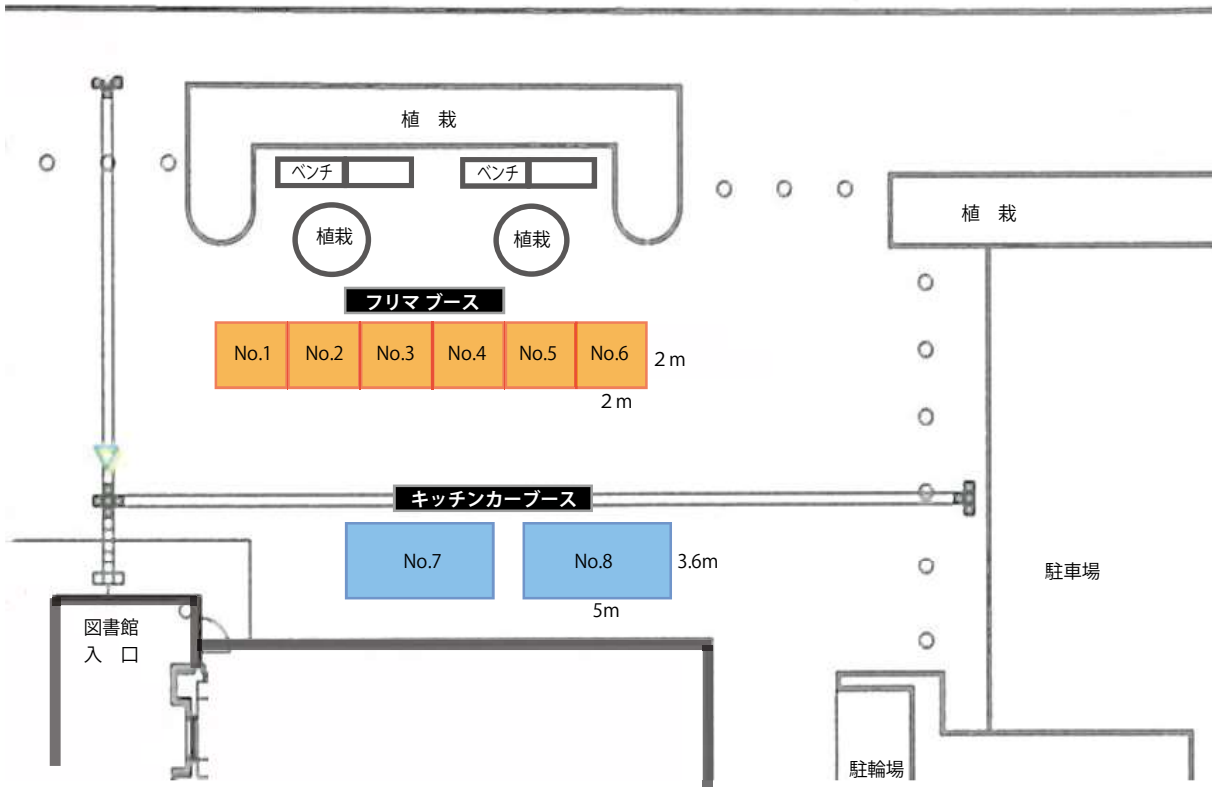 植　栽
ベンチ
ベンチ
植　栽
植栽
植栽
フリマ ブース
No.1
No.2
No.3
No.4
No.5
No.6
2 m
2 m
キッチンカーブース
No.7
No.8
3.6m
5m
駐車場
図書館
入　口
駐輪場